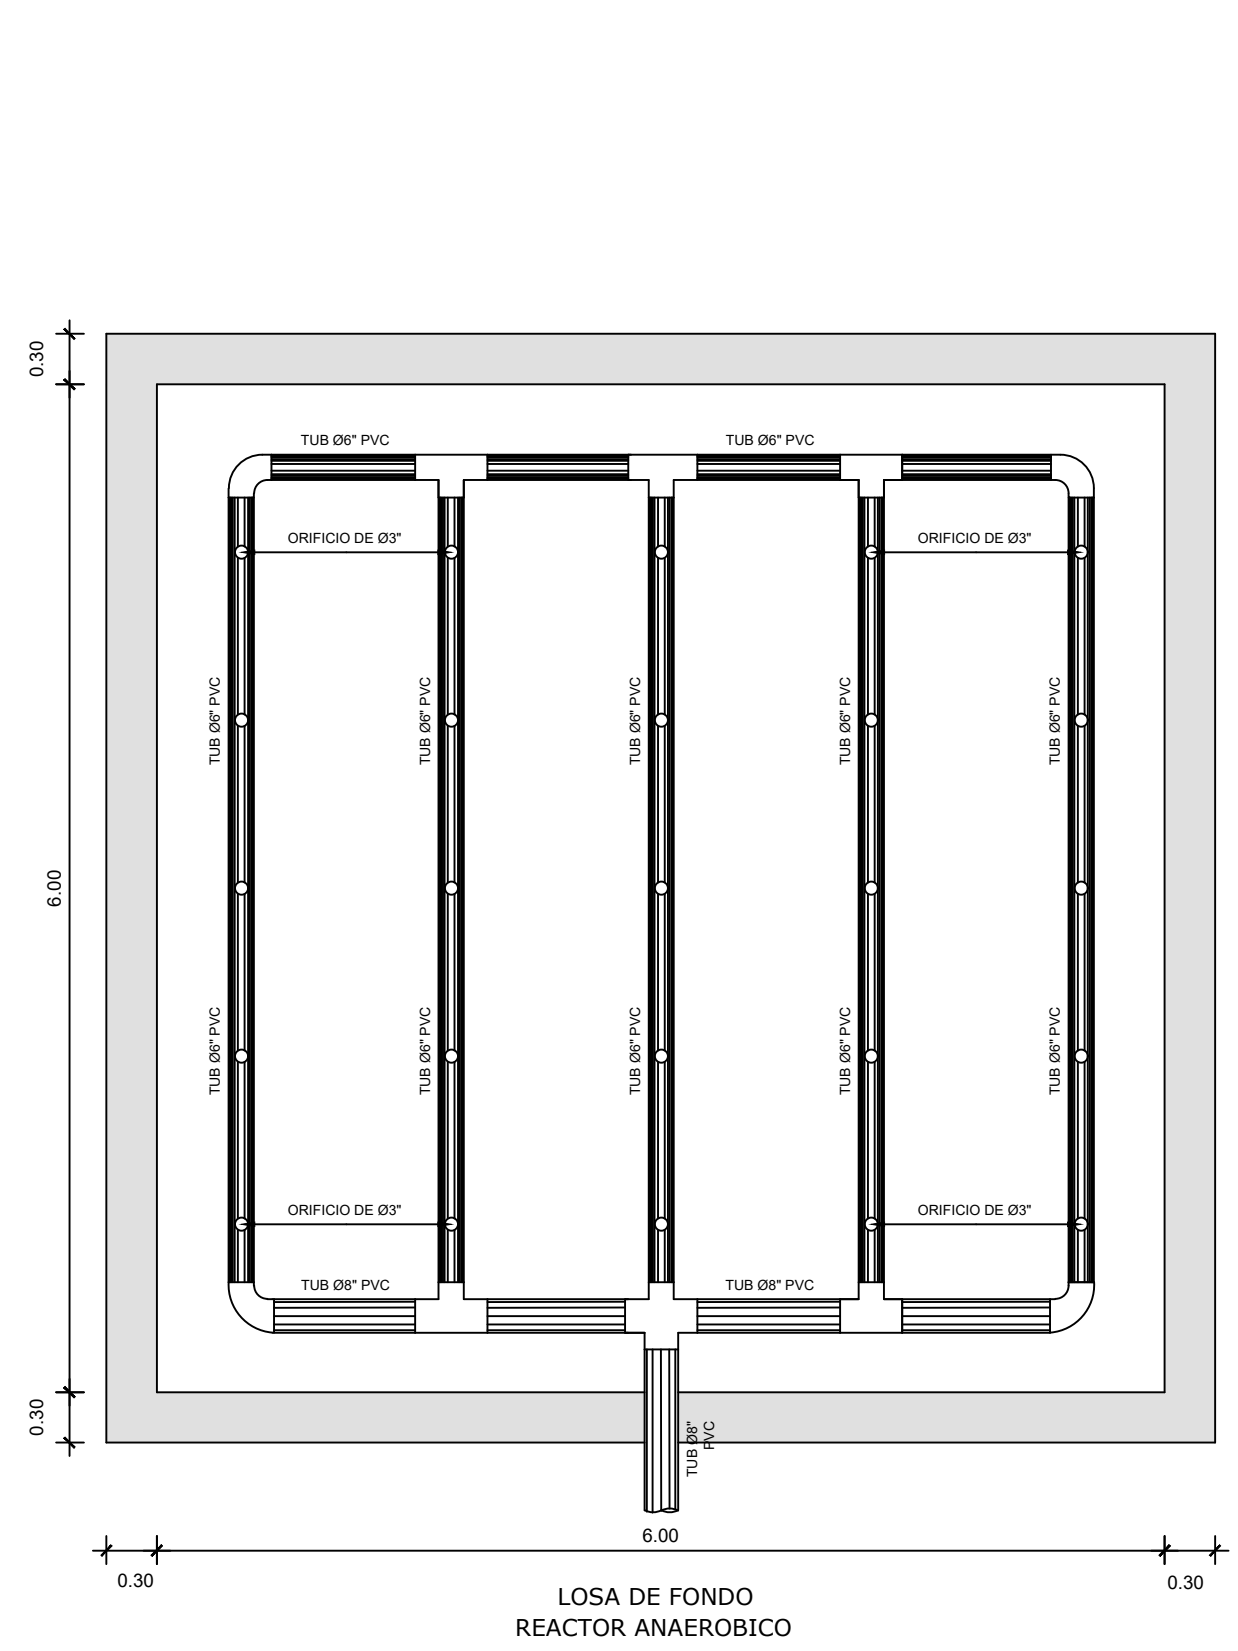 0.30
TUB Ø6" PVC
TUB Ø6" PVC
ORIFICIO DE Ø3"
ORIFICIO DE Ø3"
TUB Ø6" PVC
TUB Ø6" PVC
TUB Ø6" PVC
TUB Ø6" PVC
TUB Ø6" PVC
6.00
TUB Ø6" PVC
TUB Ø6" PVC
TUB Ø6" PVC
TUB Ø6" PVC
TUB Ø6" PVC
ORIFICIO DE Ø3"
ORIFICIO DE Ø3"
TUB Ø8" PVC
TUB Ø8" PVC
0.30
TUB Ø8"
PVC
6.00
0.30
0.30
LOSA DE FONDO
REACTOR ANAEROBICO